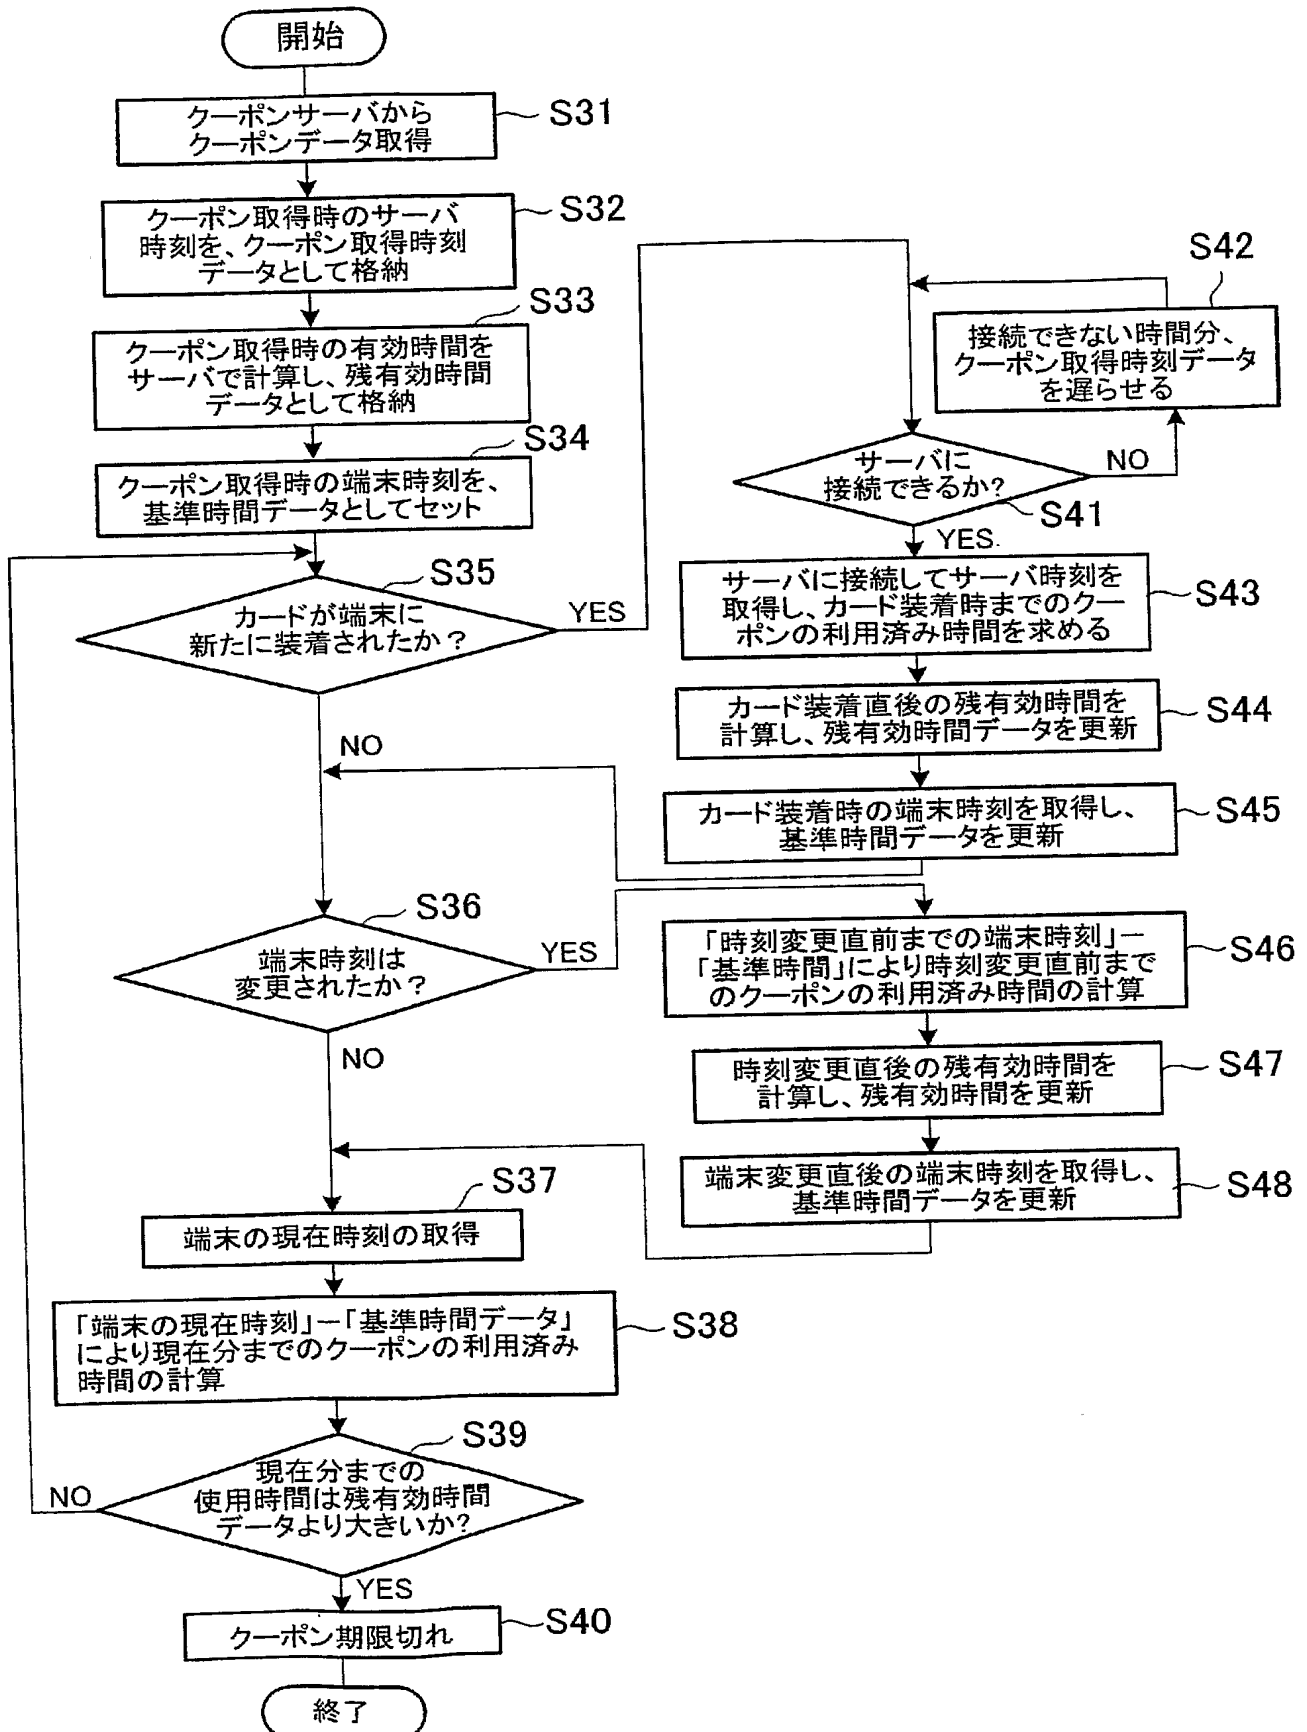 開始
クーポンサーバから
クーポンデータ取得
S31
クーポン取得時のサーバ
時刻を、クーポン取得時刻
データとして格納
S32
クーポン取得時の有効時間を
サーバで計算し、残有効時間
データとして格納
S33
クーポン取得時の端末時刻を、
基準時間データとしてセット
S34
カードが端末に
新たに装着されたか？
S35
YES
NO
端末時刻は
変更されたか？
S36
YES
NO
端末の現在時刻の取得
S37
「端末の現在時刻」－「基準時間データ」
により現在分までのクーポンの利用済み
時間の計算
S38
現在分までの
使用時間は残有効時間
データより大きいか?
S39
NO
YES
クーポン期限切れ
S40
終了
S42
接続できない時間分、
クーポン取得時刻データ
を遅らせる
サーバに
接続できるか?
S41
NO
YES
サーバに接続してサーバ時刻を
取得し、カード装着時までのクー
ポンの利用済み時間を求める
S43
カード装着直後の残有効時間を
計算し、残有効時間データを更新
S44
カード装着時の端末時刻を取得し、
基準時間データを更新
S45
「時刻変更直前までの端末時刻」－
「基準時間」により時刻変更直前まで
のクーポンの利用済み時間の計算
S46
時刻変更直後の残有効時間を
計算し、残有効時間を更新
S47
端末変更直後の端末時刻を取得し、
基準時間データを更新
S48